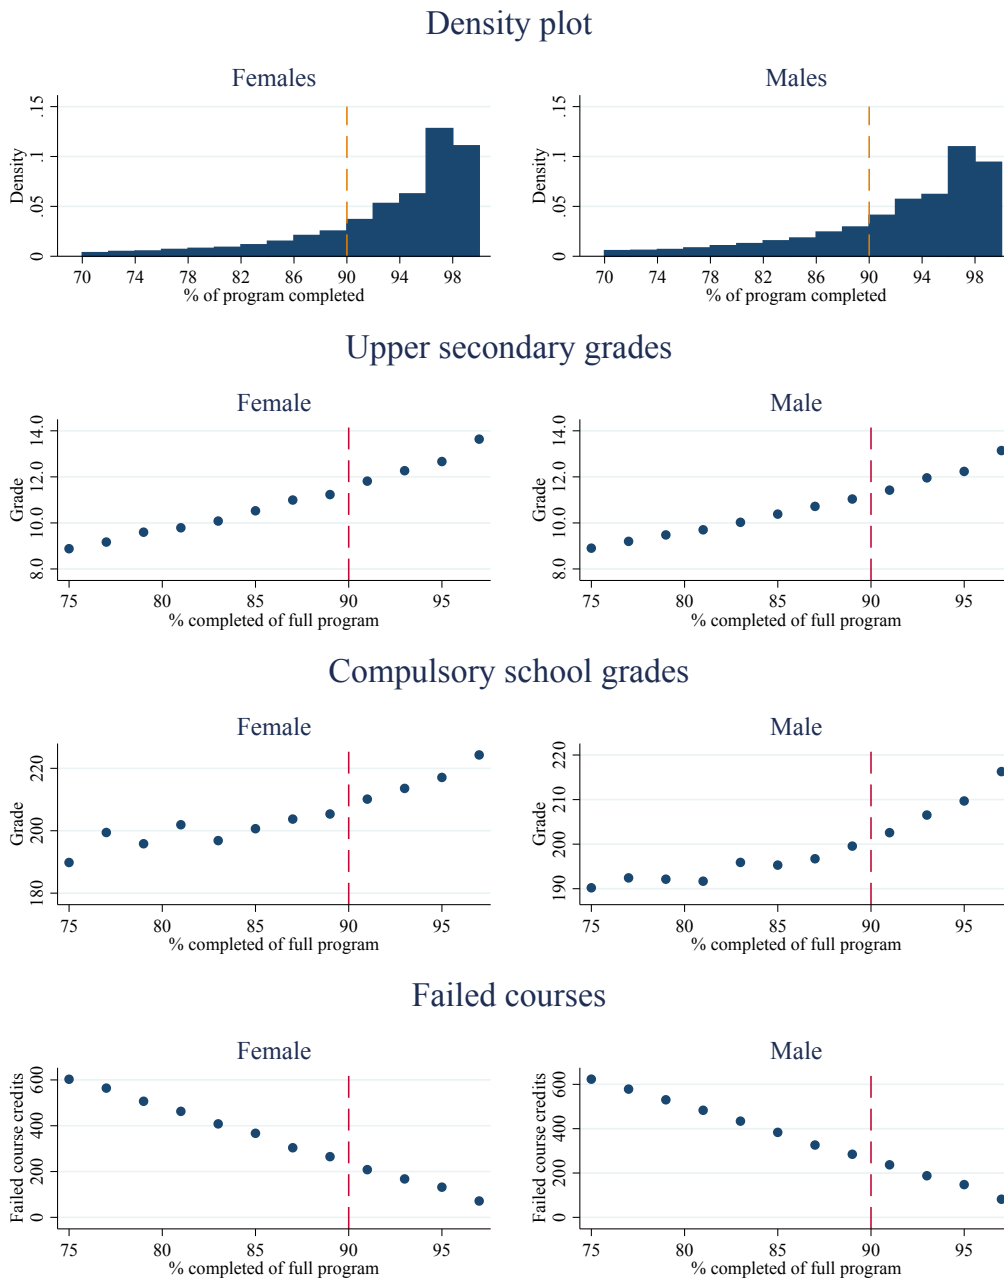 Density plot
Females
Males
Density
.15
.1
.05
0
70 74 78 82 86 90 94 98
% of program completed
Density
.15
.1
.05
0
70 74 78 82 86 90 94 98
% of program completed
Upper secondary grades
Female
Male
Grade
14.0
12.0
10.0
8.0
75 80 85 90 95
% completed of full program
Grade
14.0
12.0
10.0
8.0
75 80 85 90 95
% completed of full program
Compulsory school grades
Female
Male
Grade
220
200
180
75 80 85 90 95
% completed of full program
Grade
220
210
200
190
75 80 85 90 95
% completed of full program
Failed courses
Female
Male
Failed course credits
600
400
200
0
75 80 85 90 95
% completed of full program
Failed course credits
600
400
200
0
75 80 85 90 95
% completed of full program